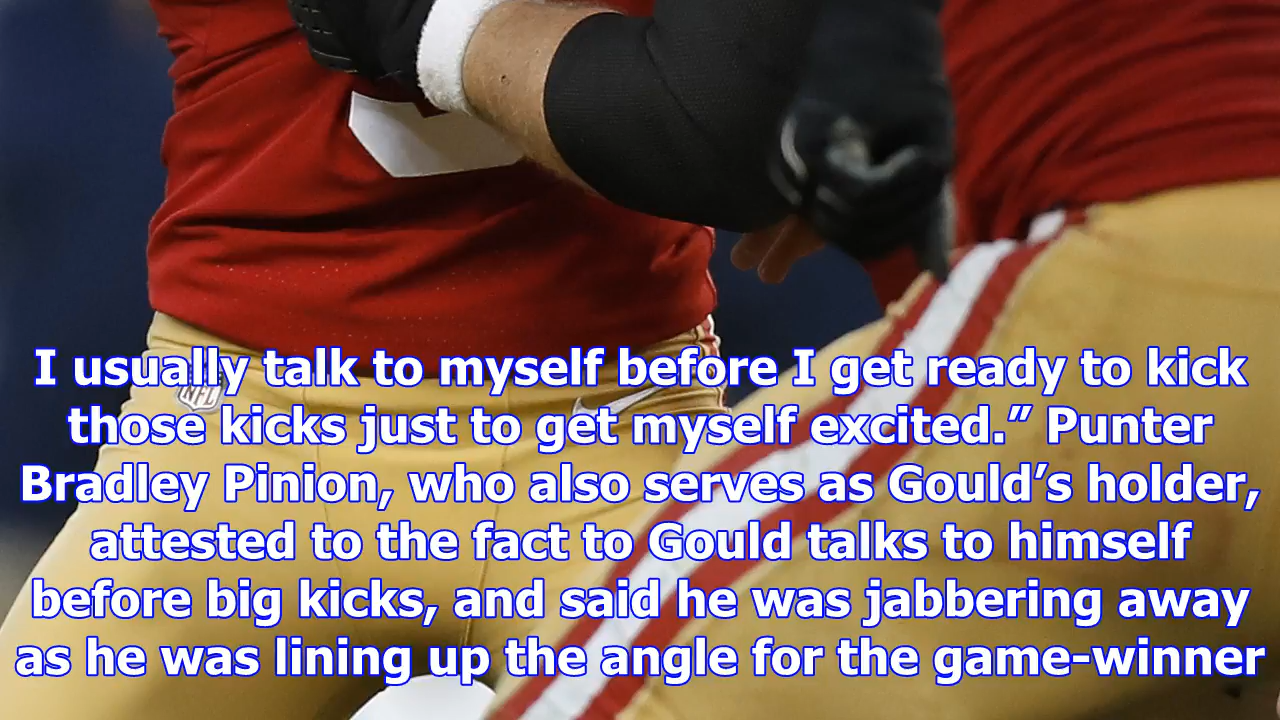 I usually talk to myself before I get ready to kick
those kicks just to get myself excited.” Punter
Bradley Pinion, who also serves as Gould’s holder,
attested to the fact to Gould talks to himself
before big kicks, and said he was jabbering away
as he was lining up the angle for the game-winner
NFL